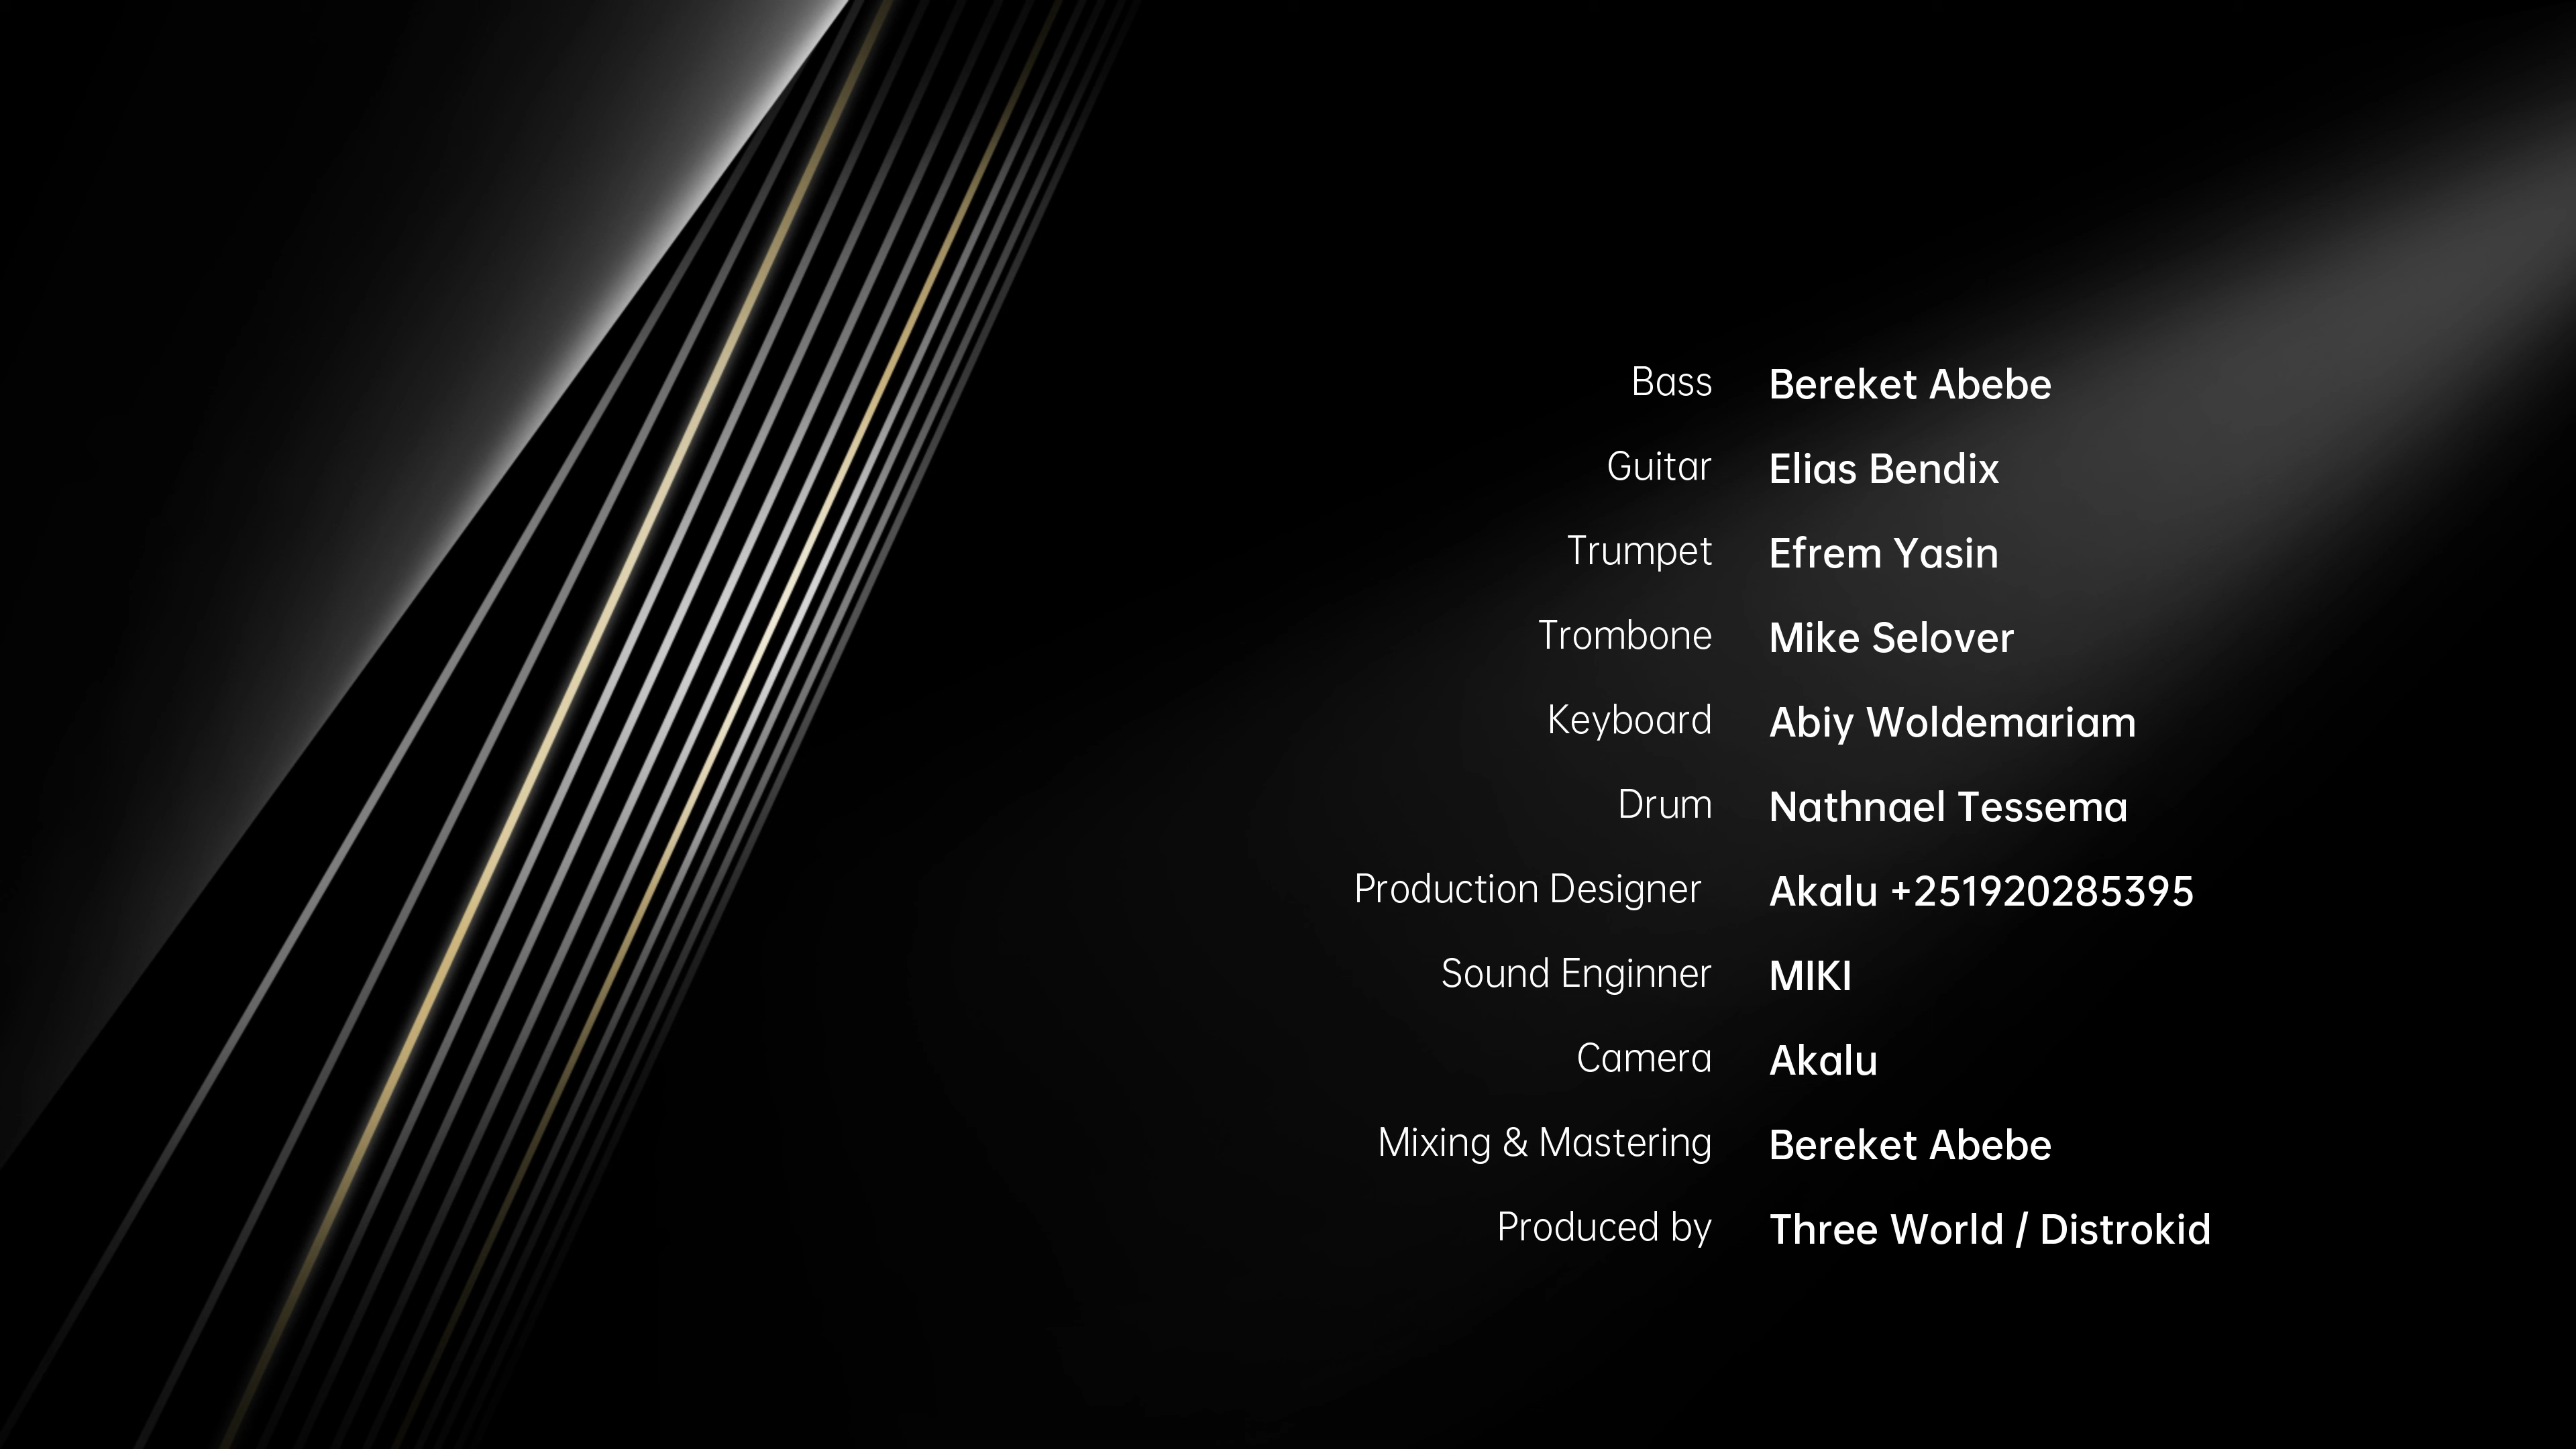 Bass Bereket Abebe
Guitar Elias Bendix
Trumpet Efrem Yasin
Trombone Mike Selover
Keyboard Abiy Woldemariam
Drum Nathnael Tessema
Production Designer Akalu +251920285395
Sound Enginner MIKI
Camera Akalu
Mixing & Mastering Bereket Abebe
Produced by Three World / Distrokid